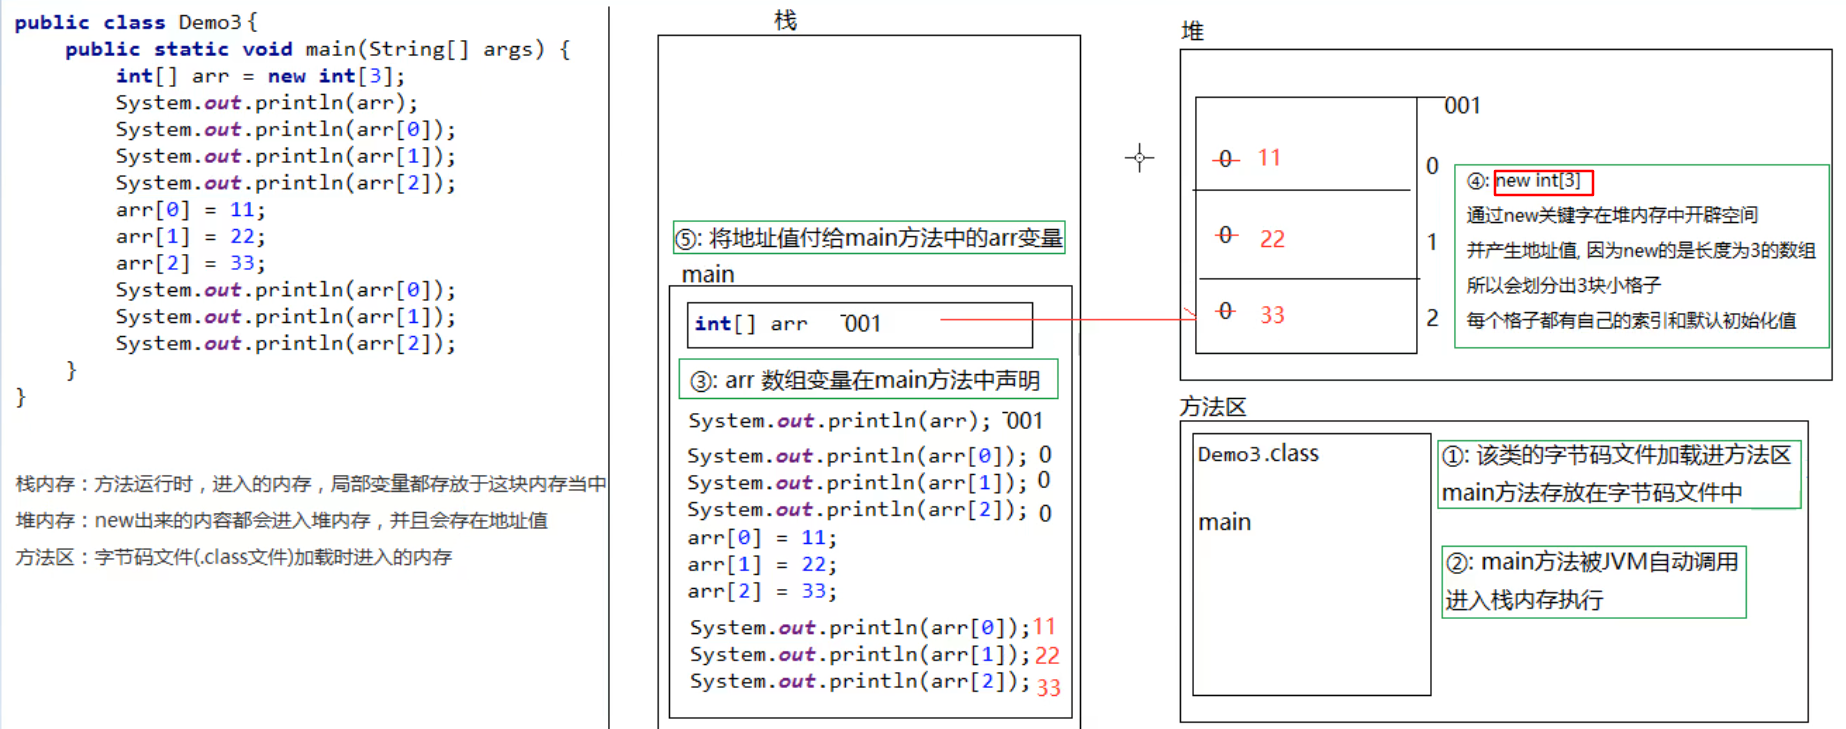 public class Demo3{
public static void main(String[] args) {
int[] arr = new int[3];
System.out.println(arr);
System.out.println(arr[0]);
System.out.println(arr[1]);
System.out.println(arr[2]);
arr[0] = 11;
arr[1] = 22;
arr[2] = 33;
System.out.println(arr[0]);
System.out.println(arr[1]);
System.out.println(arr[2]);
}
}
栈内存：方法运行时，进入的内存，局部变量都存放于这块内存当中
堆内存：new出来的内容都会进入堆内存，并且会存在地址值
方法区：字节码文件(.class文件)加载时进入的内存
栈
⑤: 将地址值付给main方法中的arr变量
main
int[] arr 001
③: arr 数组变量在main方法中声明
System.out.println(arr); 001
System.out.println(arr[0]); 0
System.out.println(arr[1]); 0
System.out.println(arr[2]); 0
arr[0] = 11;
arr[1] = 22;
arr[2] = 33;
System.out.println(arr[0]);11
System.out.println(arr[1]);22
System.out.println(arr[2]);33
堆
001
0 11 0
0 22 1
0 33 2
④: new int[3]
通过new关键字在堆内存中开辟空间
并产生地址值, 因为new的是长度为3的数组
所以会划分出3块小格子
每个格子都有自己的索引和默认初始化值
方法区
Demo3.class
main
①: 该类的字节码文件加载进方法区
main方法存放在字节码文件中
②: main方法被JVM自动调用
进入栈内存执行